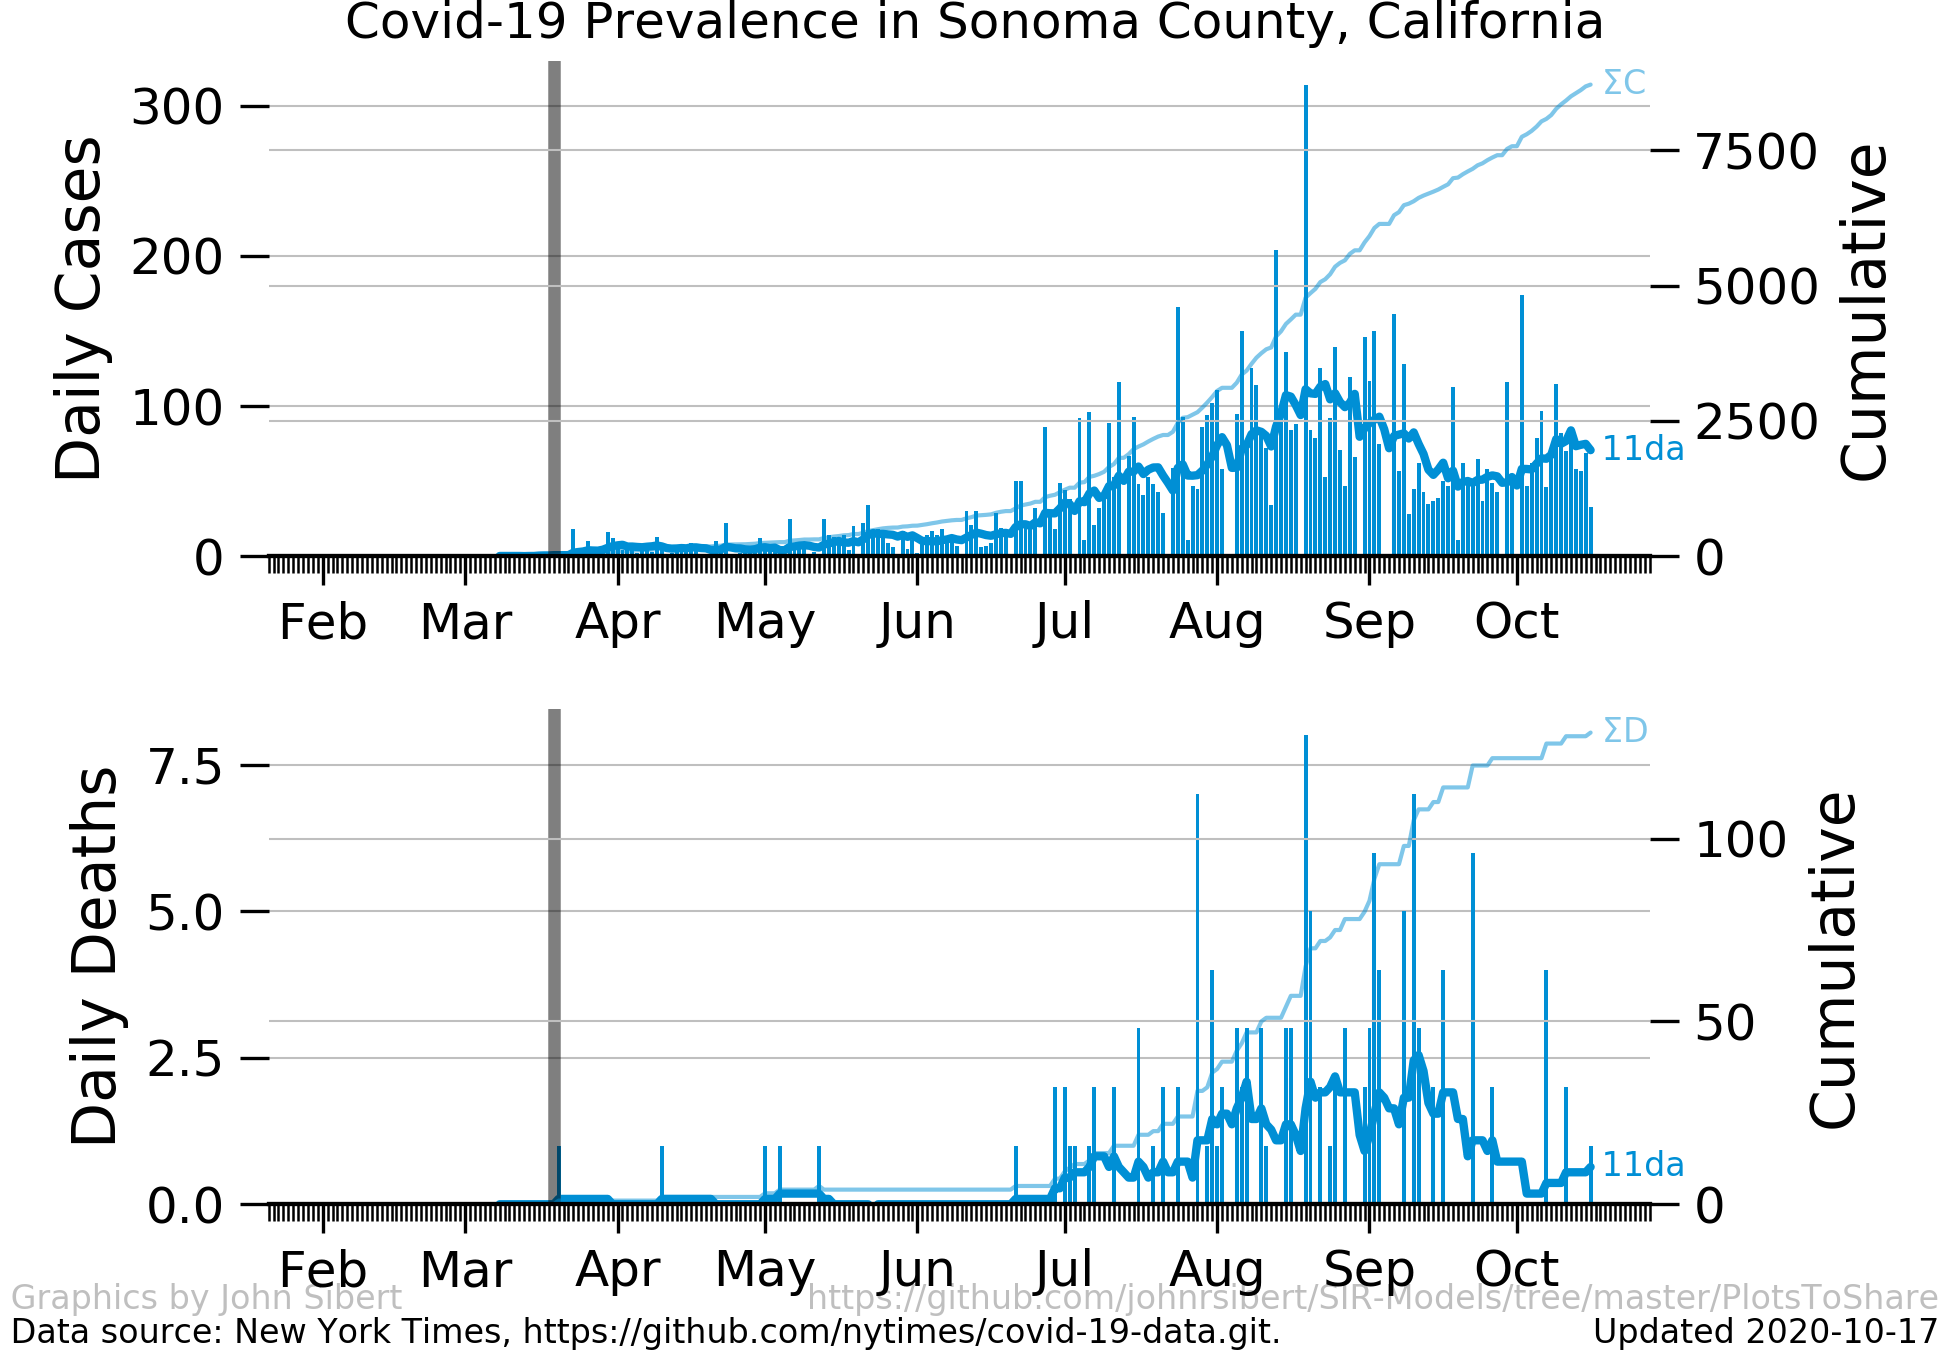 Covid-19 Prevalence in Sonoma County, California
Daily Cases
300
200
100
0
ΣC
11da
7500
5000
2500
0
Cumulative
Feb Mar Apr May Jun Jul Aug Sep Oct
Daily Deaths
7.5
5.0
2.5
0.0
ΣD
11da
100
50
0
Cumulative
Feb Mar Apr May Jun Jul Aug Sep Oct
Graphics by John Sibert https://github.com/johnrsibert/SIR-Models/tree/master/PlotsToShare
Data source: New York Times, https://github.com/nytimes/covid-19-data.git. Updated 2020-10-17